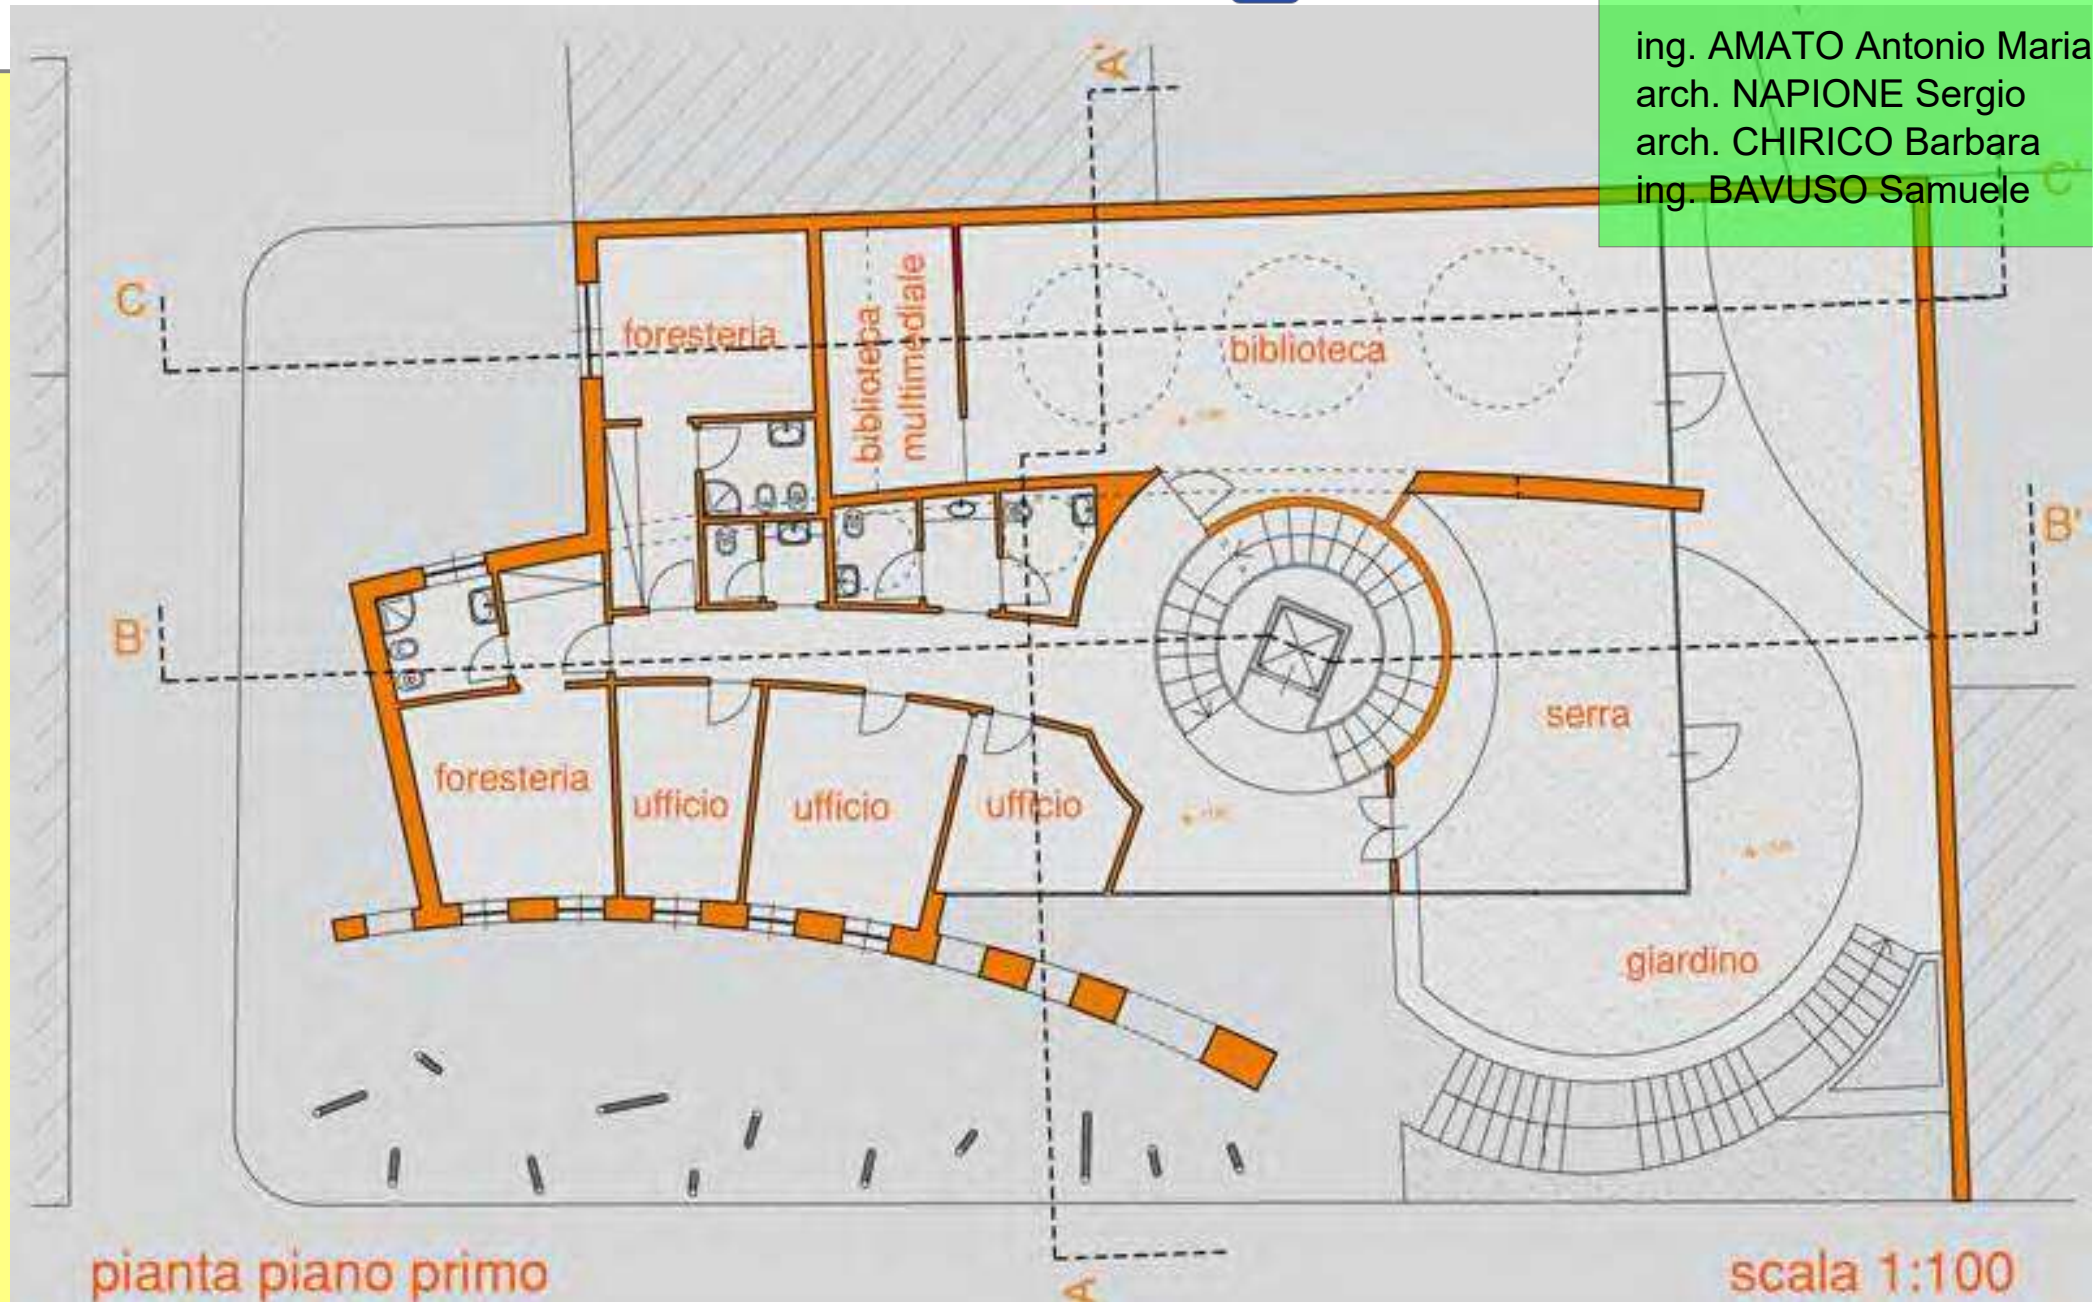 ing. AMATO Antonio Maria
arch. NAPIONE Sergio
arch. CHIRICO Barbara
ing. BAVUSO Samuele
A'
C'
C
foresteria
biblioteca
multimediale
biblioteca
B'
B
serra
foresteria
ufficio
ufficio
ufficio
giardino
pianta piano primo
A
scala 1:100